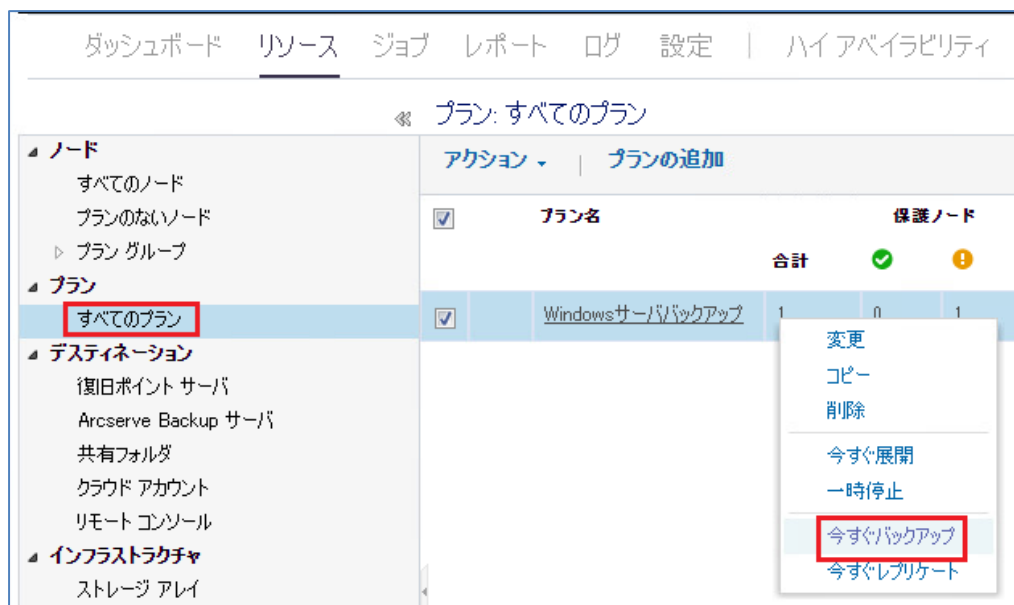 ダッシュボード リソース ジョブ レポート ログ 設定 | ハイ アベイラビリティ
プラン: すべてのプラン
アクション | プランの追加
ノード
すべてのノード
プランのないノード
プラン グループ
プラン
すべてのプラン
デスティネーション
復旧ポイント サーバ
Arcserve Backup サーバ
共有フォルダ
クラウド アカウント
リモート コンソール
インフラストラクチャ
ストレージ アレイ
プラン名 保護ノード
合計
Windowsサーババックアップ 1 0 1
変更
コピー
削除
今すぐ展開
一時停止
今すぐバックアップ
今すぐレプリケート